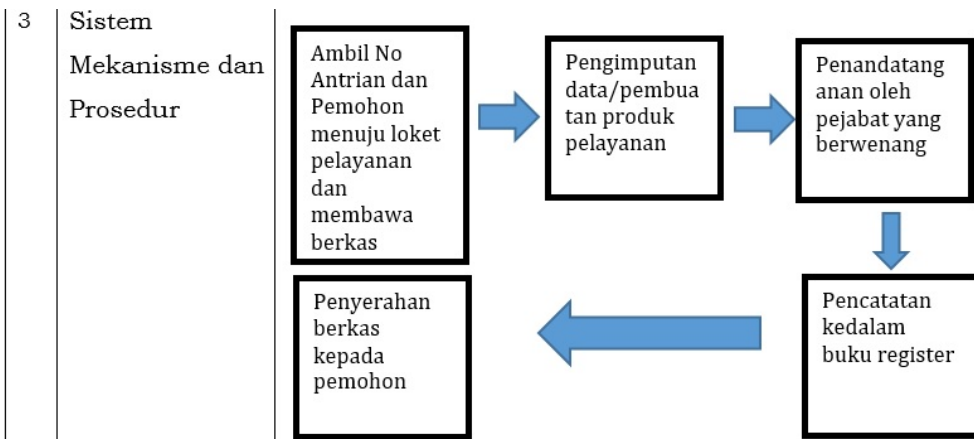 3
Sistem
Mekanisme dan
Prosedur
Ambil No
Antrian dan
Pemohon
menuju loket
pelayanan
dan
membawa
berkas
Pengimputan
data/pembua
tan produk
pelayanan
Penandatang
anan oleh
pejabat yang
berwenang
Pencatatan
kedalam
buku register
Penyerahan
berkas
kepada
pemohon